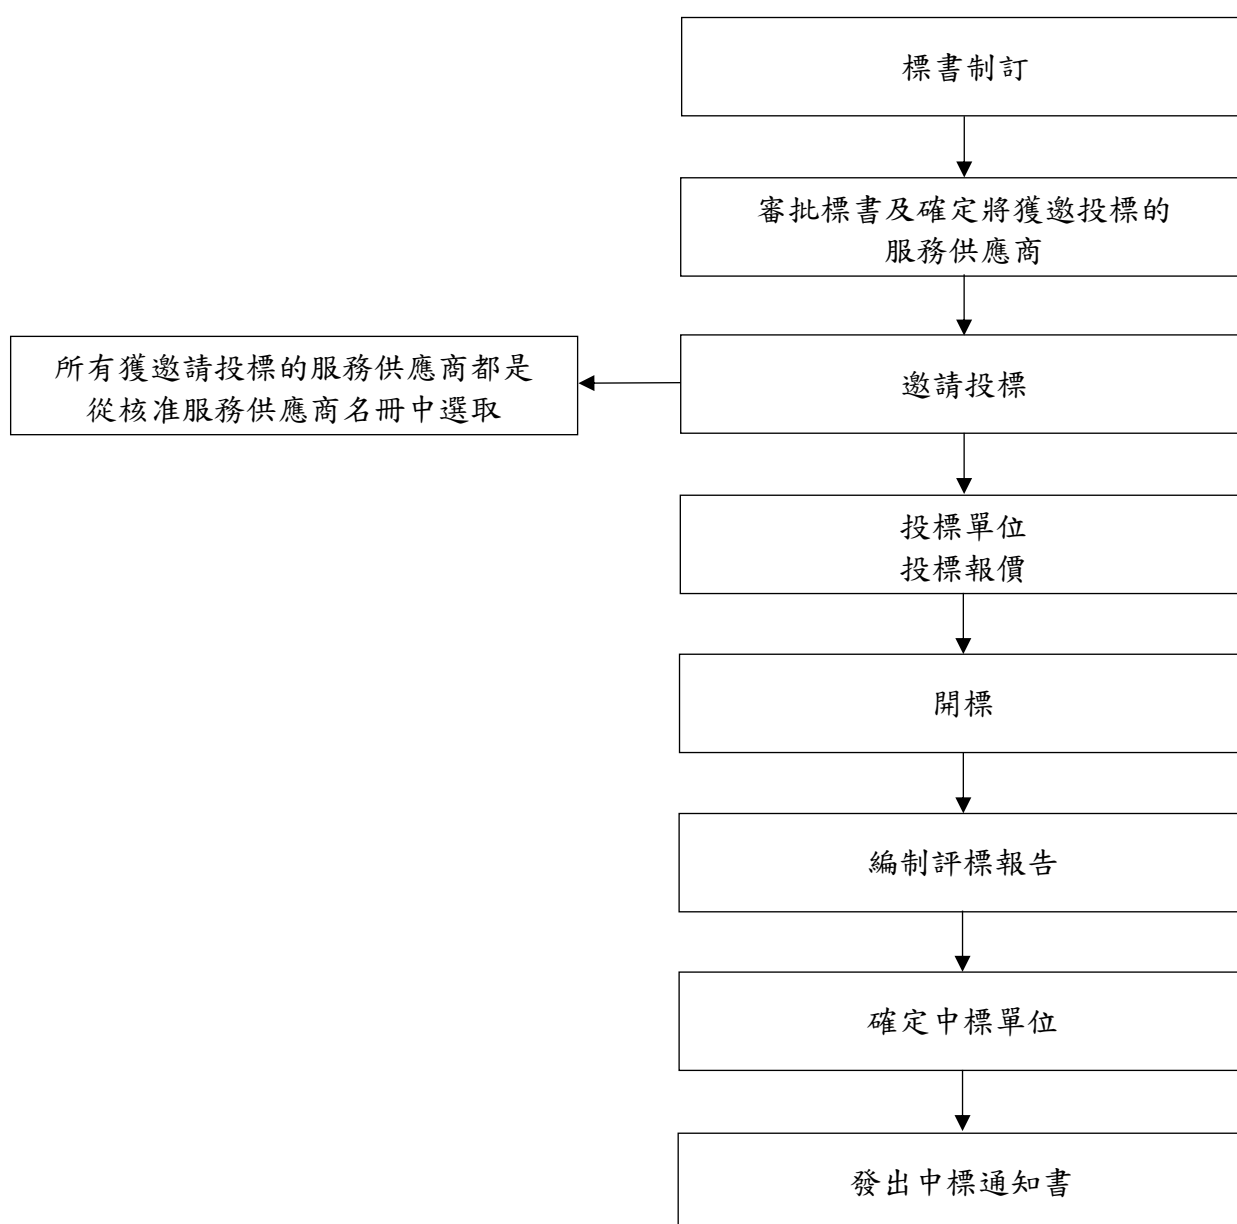 標書制訂
審批標書及確定將獲邀投標的
服務供應商
所有獲邀請投標的服務供應商都是
從核准服務供應商名冊中選取
邀請投標
投標單位
投標報價
開標
編制評標報告
確定中標單位
發出中標通知書